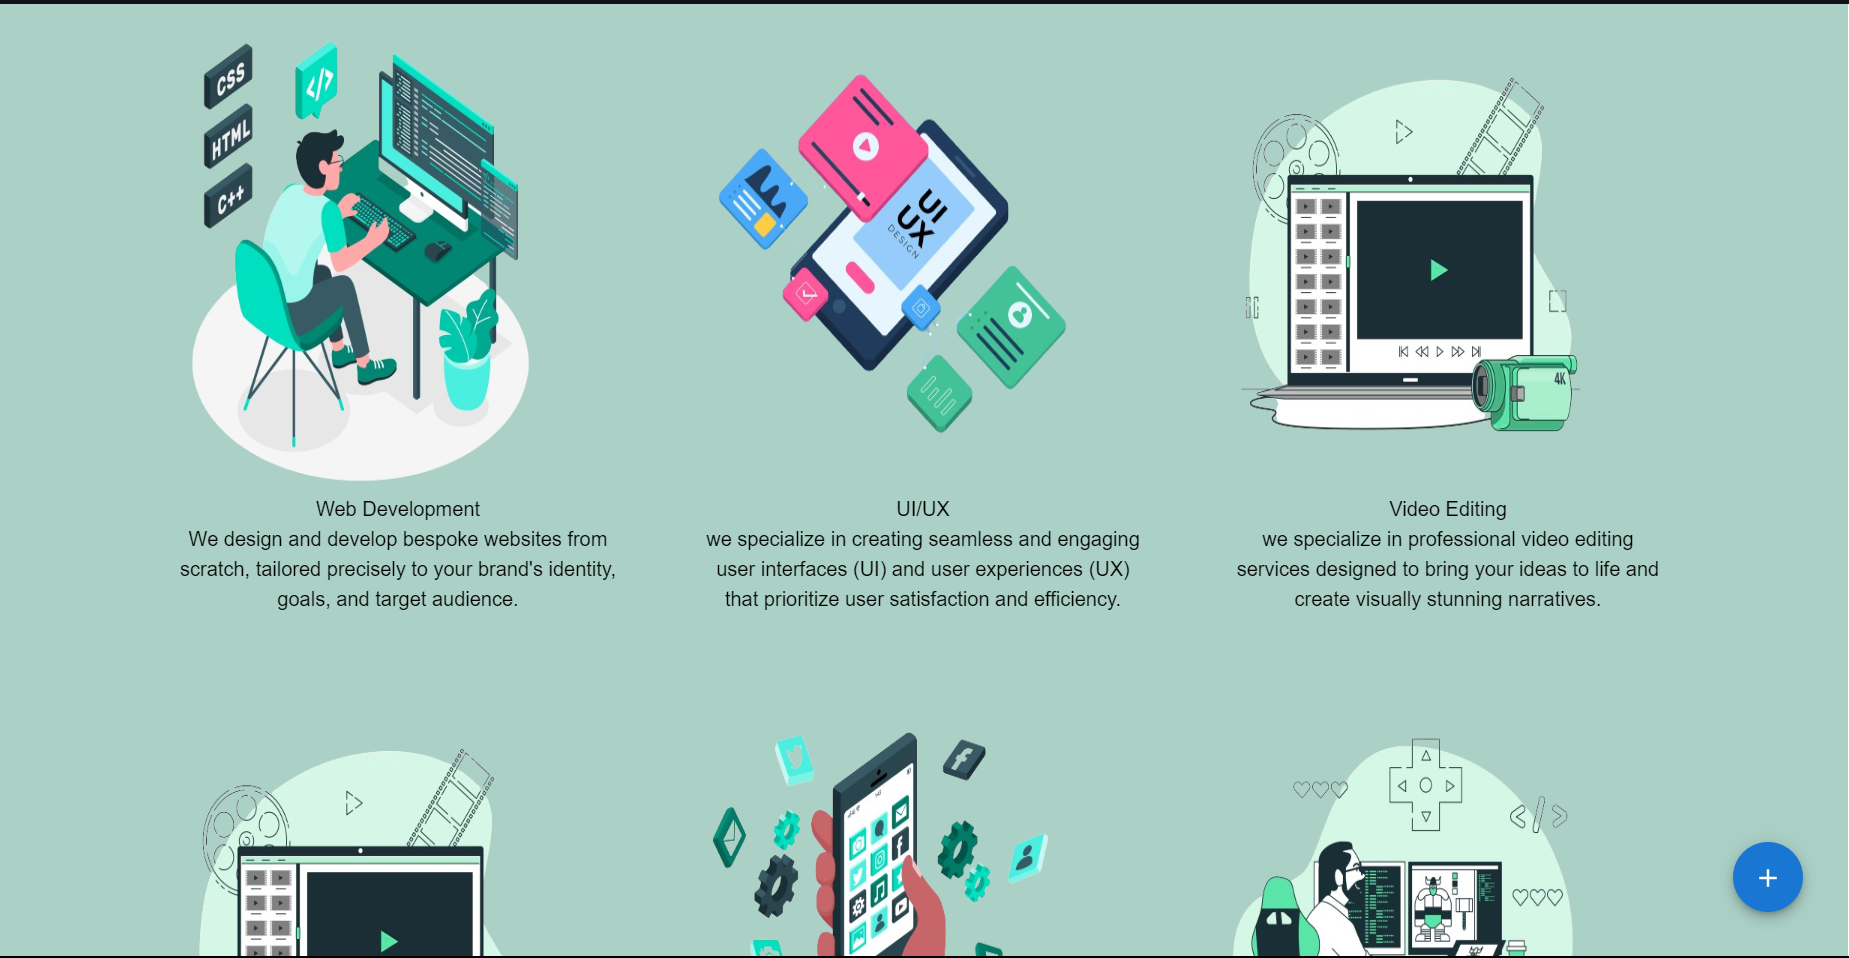 CSS
HTML
C++
</>
UI
UX
DESIGN
4K
Web Development
We design and develop bespoke websites from
scratch, tailored precisely to your brand's identity,
goals, and target audience.
UI/UX
we specialize in creating seamless and engaging
user interfaces (UI) and user experiences (UX)
that prioritize user satisfaction and efficiency.
Video Editing
we specialize in professional video editing
services designed to bring your ideas to life and
create visually stunning narratives.
</>
+